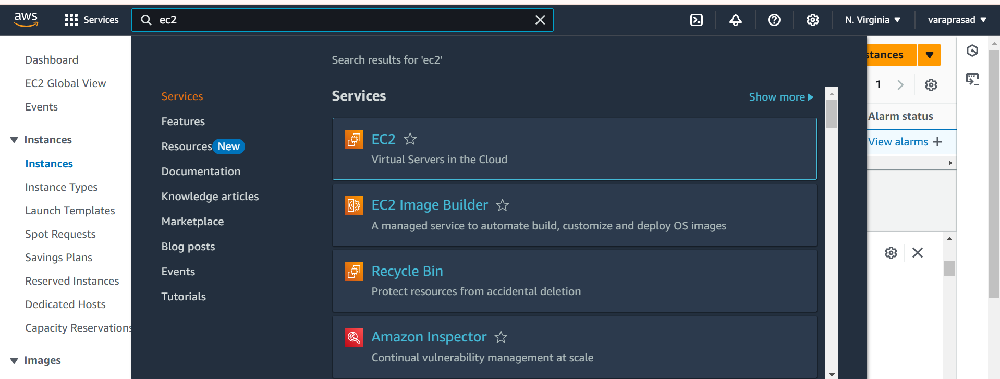 aws
Services
ec2
N. Virginia
varaprasad
Dashboard
EC2 Global View
Events
Instances
Instances
Instance Types
Launch Templates
Spot Requests
Savings Plans
Reserved Instances
Dedicated Hosts
Capacity Reservations
Images
Search results for 'ec2'
Services
Features
Resources New
Documentation
Knowledge articles
Marketplace
Blog posts
Events
Tutorials
Services
Show more
EC2
Virtual Servers in the Cloud
EC2 Image Builder
A managed service to automate build, customize and deploy OS images
Recycle Bin
Protect resources from accidental deletion
Amazon Inspector
Continual vulnerability management at scale
stances
1
Alarm status
View alarms +